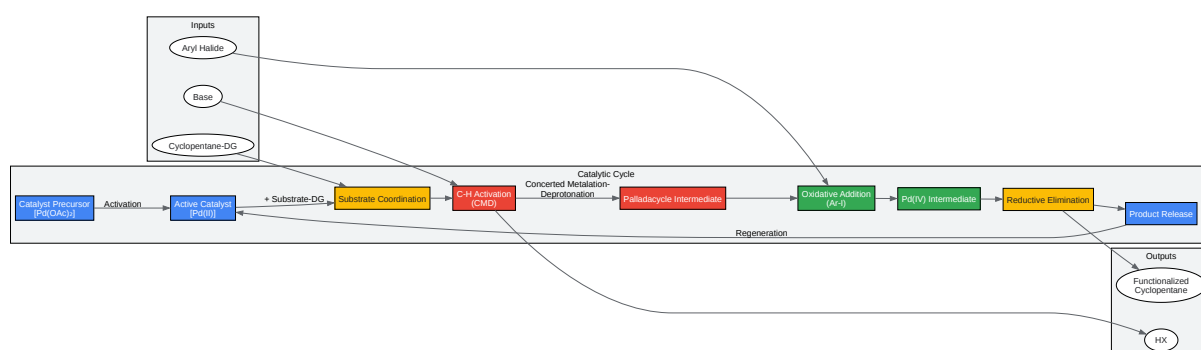 Inputs
Aryl Halide
Base
Cyclopentane-DG
Catalytic Cycle
Catalyst Precursor
[Pd(OAc)₂]
Activation
Active Catalyst
[Pd(II)]
+ Substrate-DG
Substrate Coordination
C-H Activation
(CMD)
Concerted Metalation-
Deprotonation
Palladacycle Intermediate
Oxidative Addition
(Ar-I)
Pd(IV) Intermediate
Reductive Elimination
Product Release
Regeneration
Outputs
Functionalized
Cyclopentane
HX